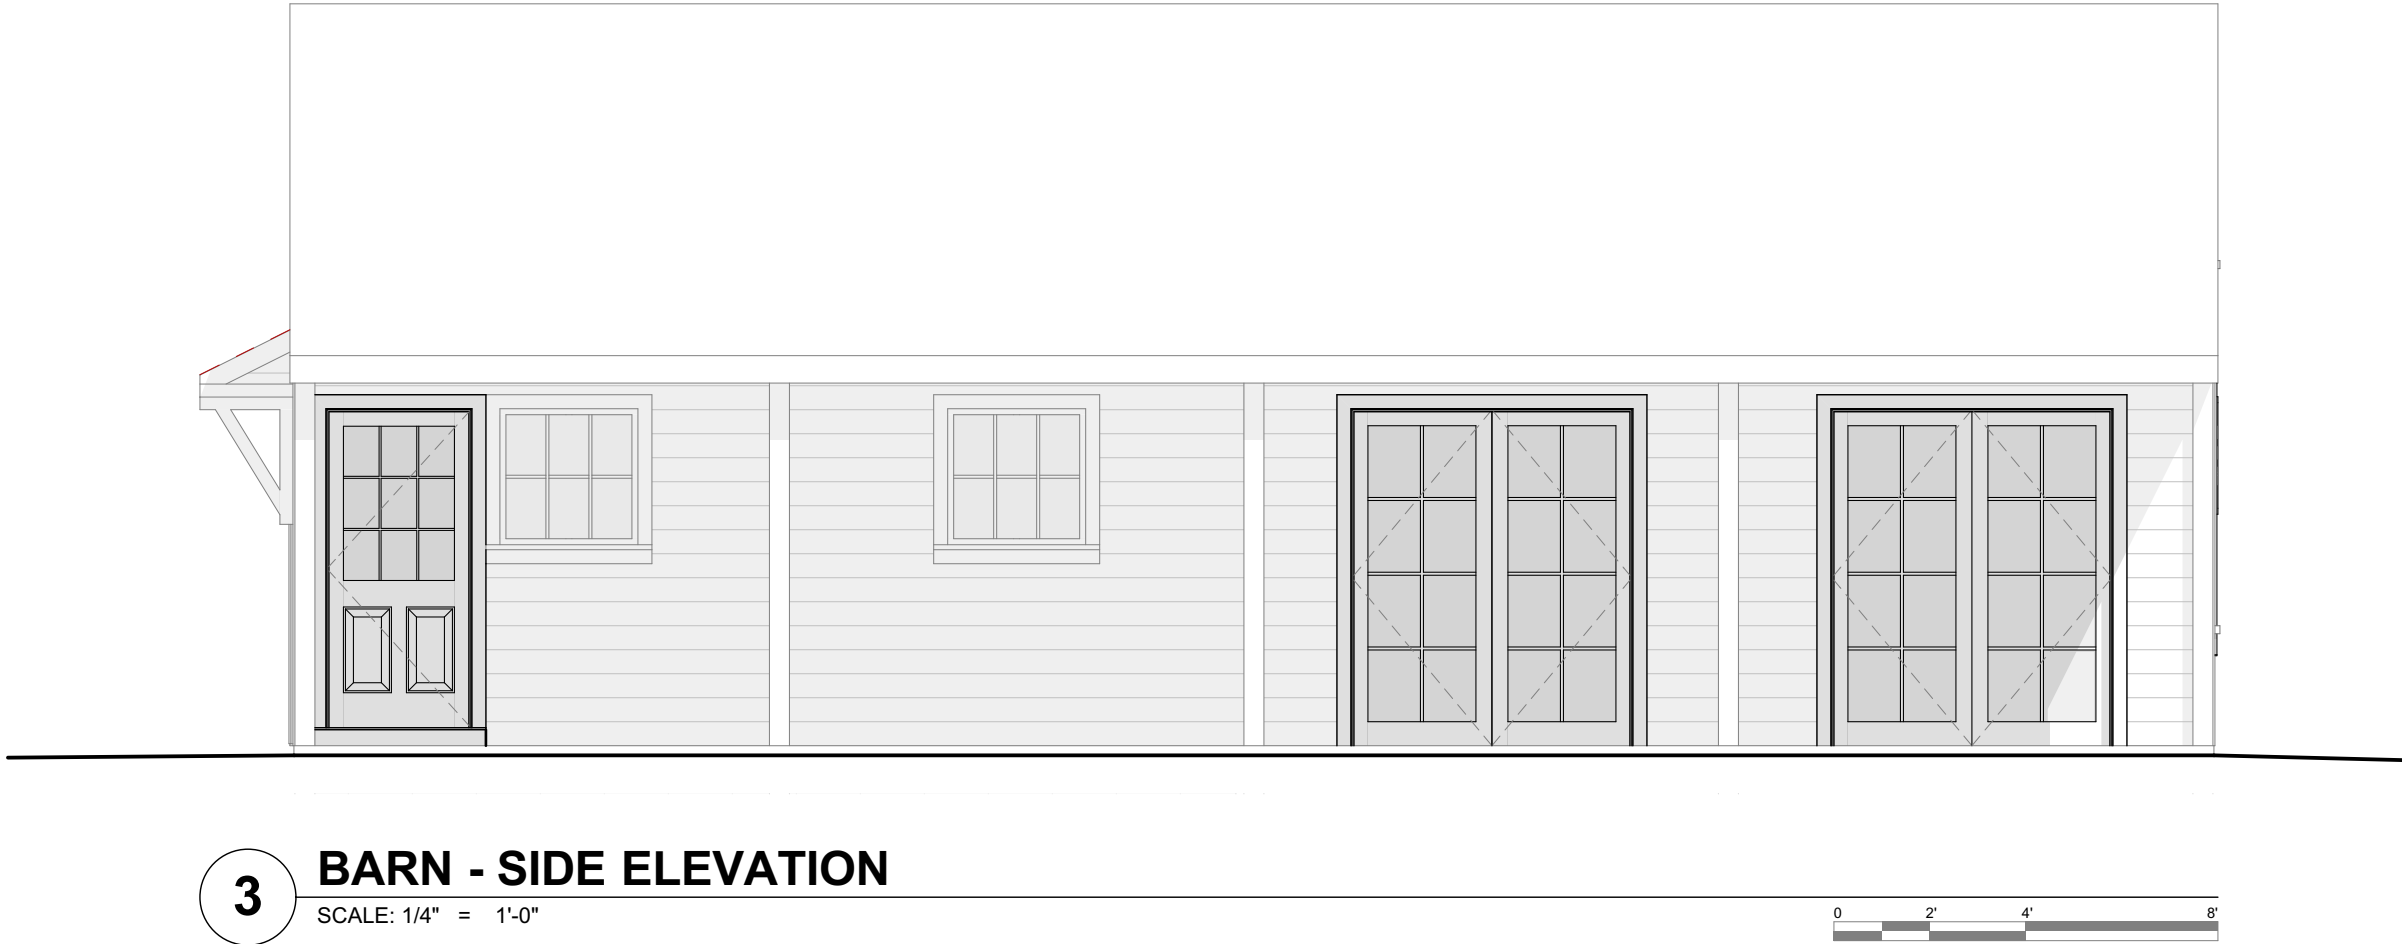 3
BARN - SIDE ELEVATION
SCALE: 1/4" = 1'-0"
0 2' 4' 8'